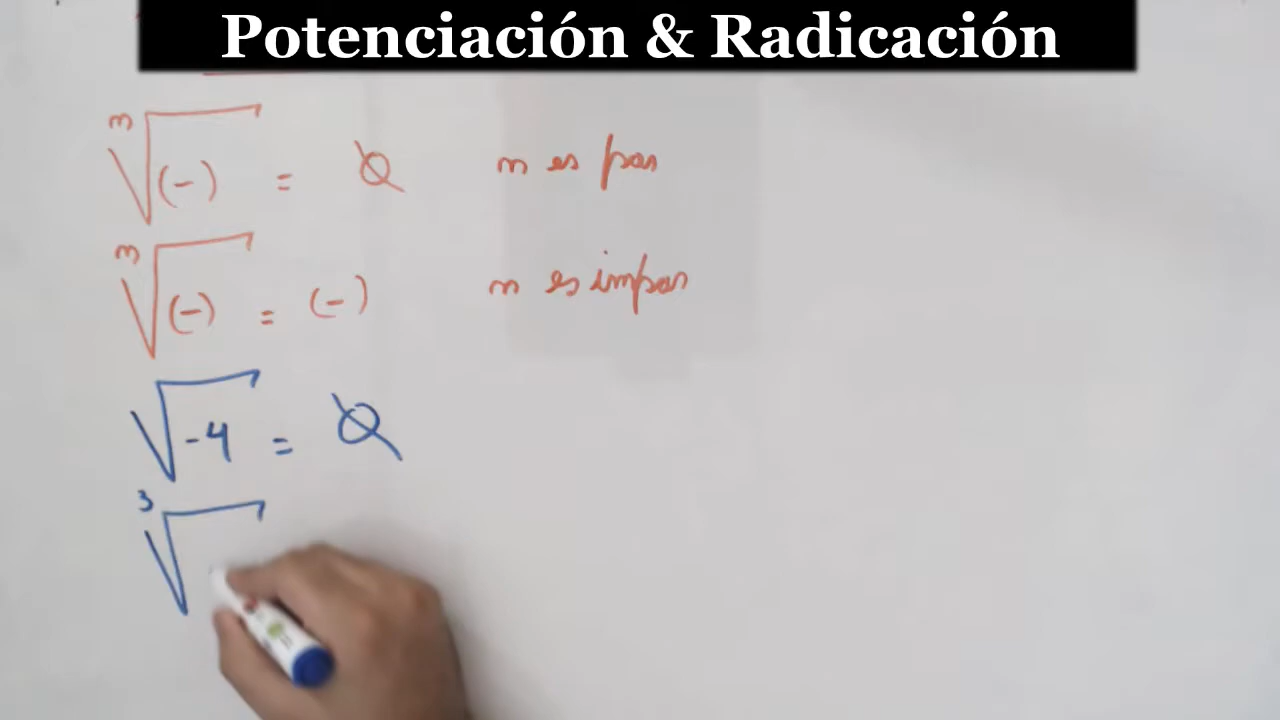 Potenciación & Radicación
ⁿ√(-) = ∅ n es par
ⁿ√(-) = (-) n es impar
√-4 = ∅
³√